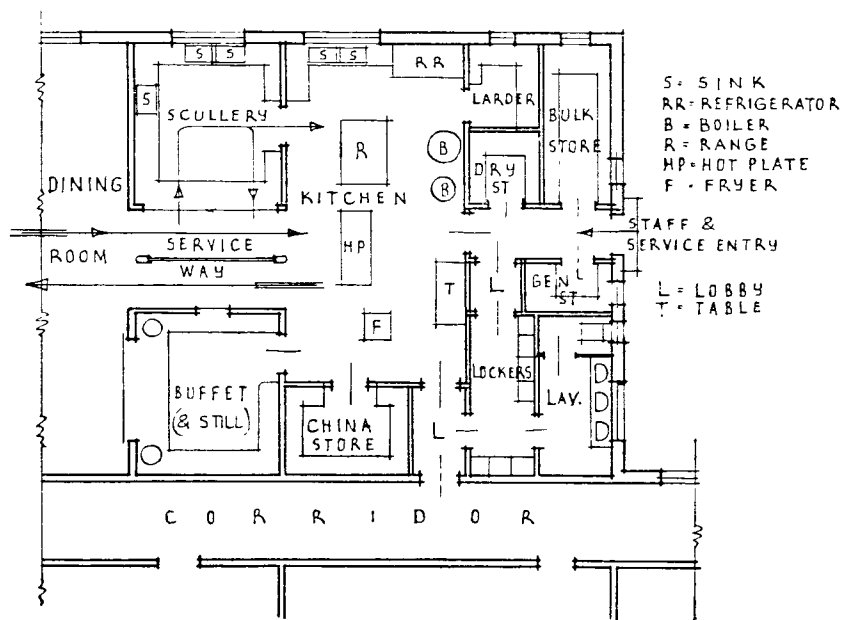 S S
S S
RR
S
SCULLERY
LARDER
BULK
STORE
R
B
DRY
ST
B
DINING
KITCHEN
ROOM
SERVICE
WAY
HP
STAFF &
SERVICE ENTRY
L
L
GEN
ST
T
F
BUFFET
(& STILL)
CHINA
STORE
LOCKERS
LAV.
L
CORRIDOR
S = SINK
RR = REFRIGERATOR
B = BOILER
R = RANGE
HP = HOT PLATE
F - FRYER
L = LOBBY
T = TABLE